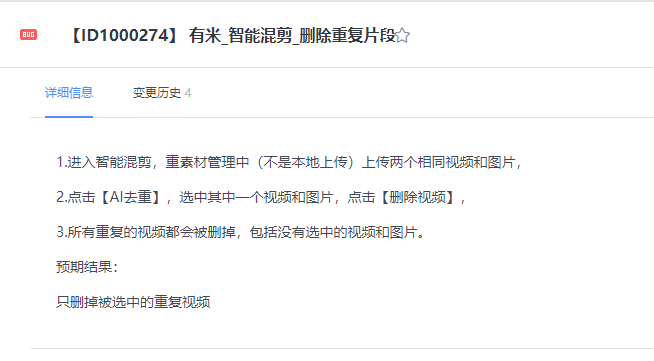 BUG
【ID1000274】 有米_智能混剪_删除重复片段
详细信息
变更历史 4
1.进入智能混剪，重素材管理中（不是本地上传）上传两个相同视频和图片，
2.点击【AI去重】，选中其中一个视频和图片，点击【删除视频】，
3.所有重复的视频都会被删掉，包括没有选中的视频和图片。
预期结果：
只删掉被选中的重复视频